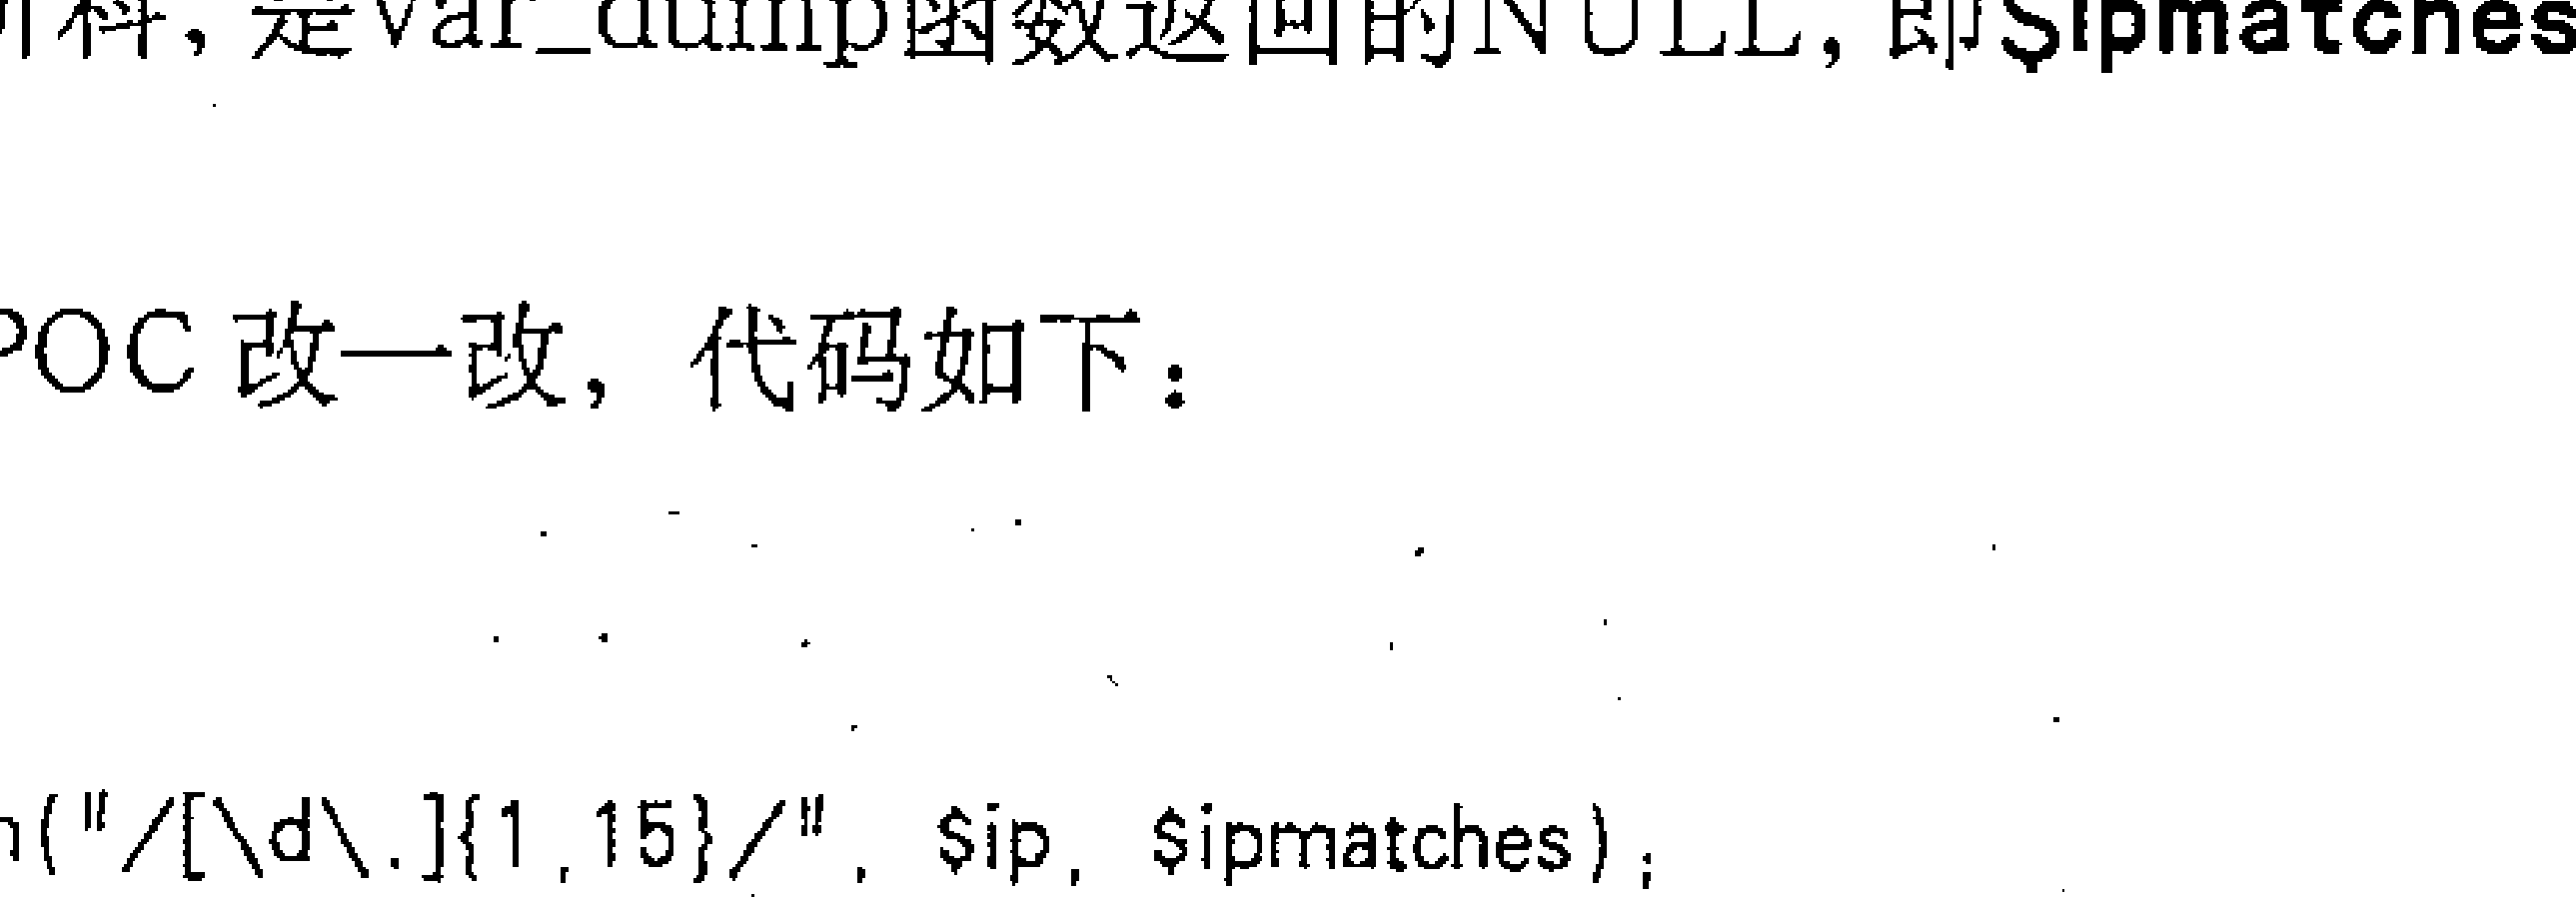 料, 是var_dump函数返回的NULL, 即$ipmatches
POC 改一改, 代码如下:
("/[\d\.]{1,15}/", $ip, $ipmatches);